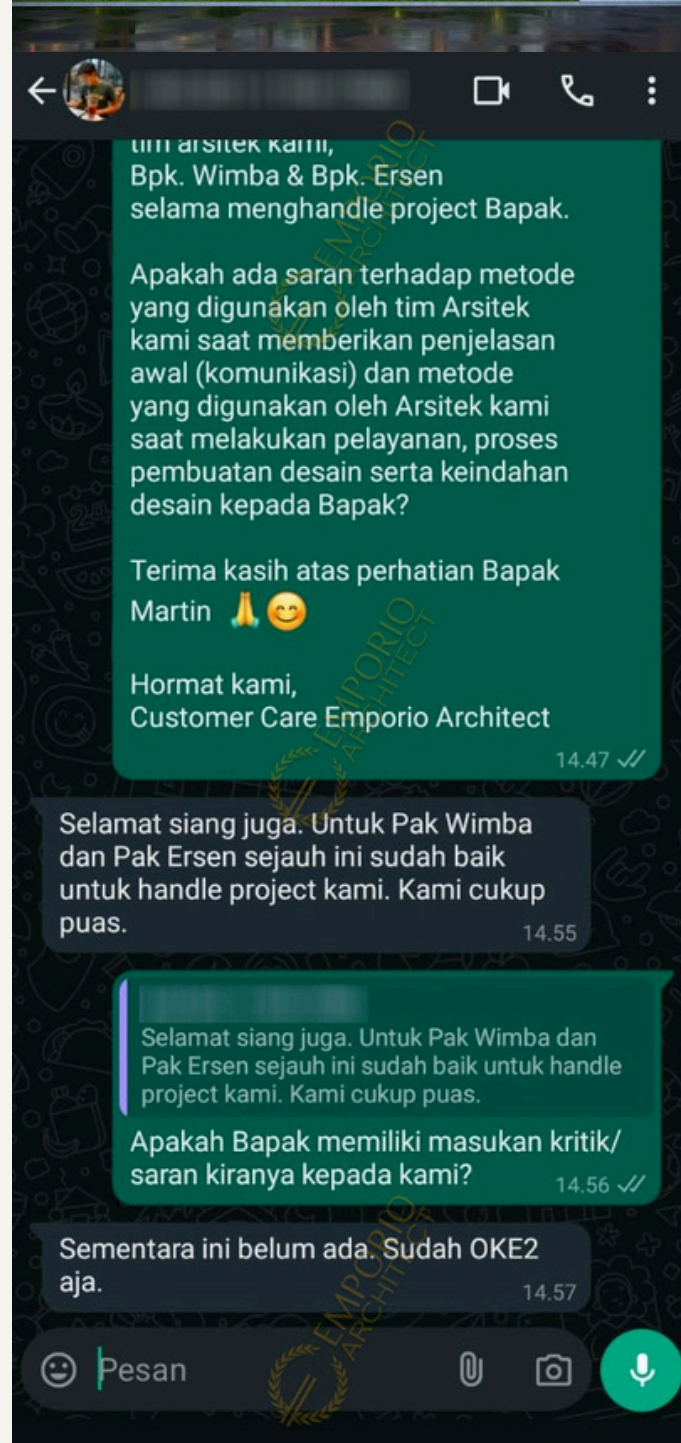 tim arsitek kami,
Bpk. Wimba & Bpk. Ersen
selama menghandle project Bapak.
Apakah ada saran terhadap metode
yang digunakan oleh tim Arsitek
kami saat memberikan penjelasan
awal (komunikasi) dan metode
yang digunakan oleh Arsitek kami
saat melakukan pelayanan, proses
pembuatan desain serta keindahan
desain kepada Bapak?
Terima kasih atas perhatian Bapak
Martin 🙏😊
Hormat kami,
Customer Care Emporio Architect
14.47
Selamat siang juga. Untuk Pak Wimba
dan Pak Ersen sejauh ini sudah baik
untuk handle project kami. Kami cukup
puas.
14.55
Selamat siang juga. Untuk Pak Wimba dan
Pak Ersen sejauh ini sudah baik untuk handle
project kami. Kami cukup puas.
Apakah Bapak memiliki masukan kritik/
saran kiranya kepada kami?
14.56
Sementara ini belum ada. Sudah OKE2
aja.
14.57
Pesan
EMPORIO
ARCHITECT
EMPORIO
ARCHITECT
EMPORIO
ARCHITECT